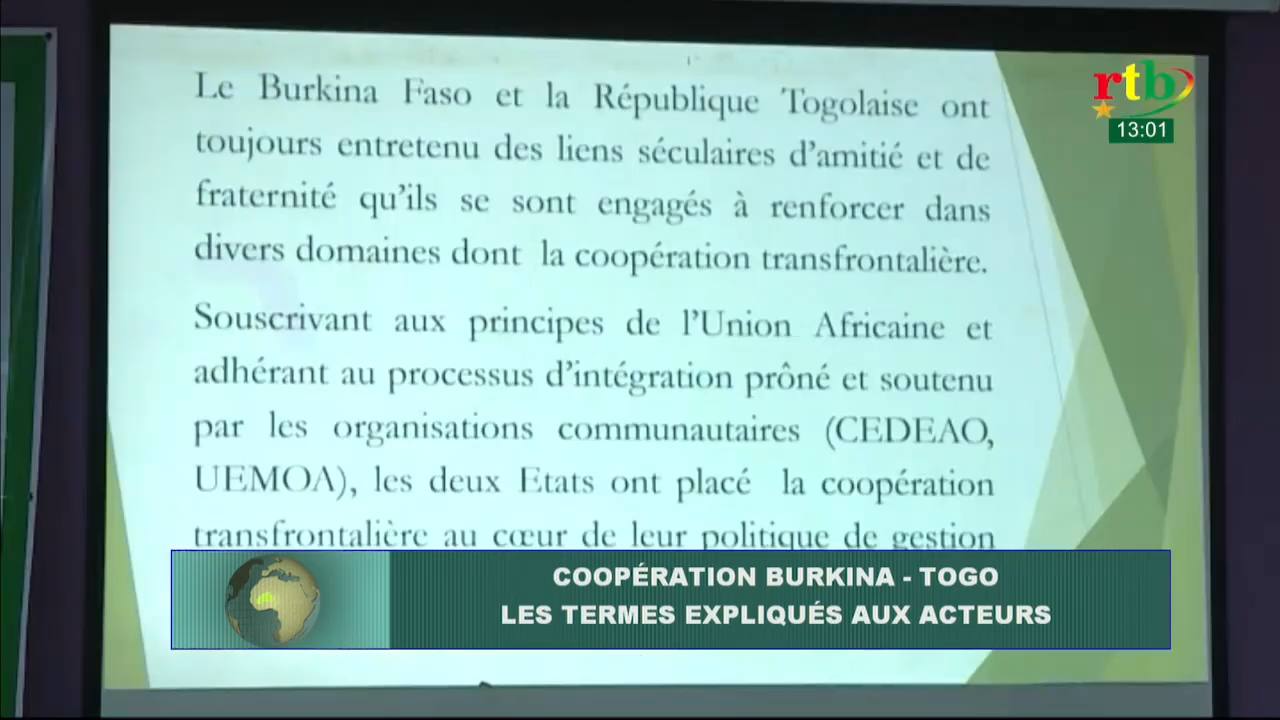 rtb
13:01
Le Burkina Faso et la République Togolaise ont
toujours entretenu des liens séculaires d'amitié et de
fraternité qu'ils se sont engagés à renforcer dans
divers domaines dont la coopération transfrontalière.
Souscrivant aux principes de l'Union Africaine et
adhérant au processus d'intégration prôné et soutenu
par les organisations communautaires (CEDEAO,
UEMOA), les deux Etats ont placé la coopération
transfrontalière au cœur de leur politique de gestion
COOPÉRATION BURKINA - TOGO
LES TERMES EXPLIQUÉS AUX ACTEURS